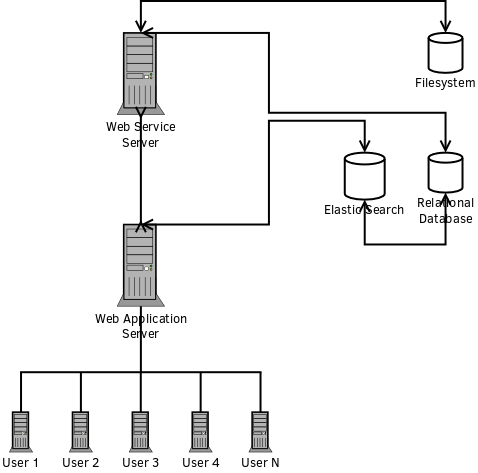 Filesystem
Web Service
Server
Elastic Search
Relational
Database
Web Application
Server
User 1
User 2
User 3
User 4
User N